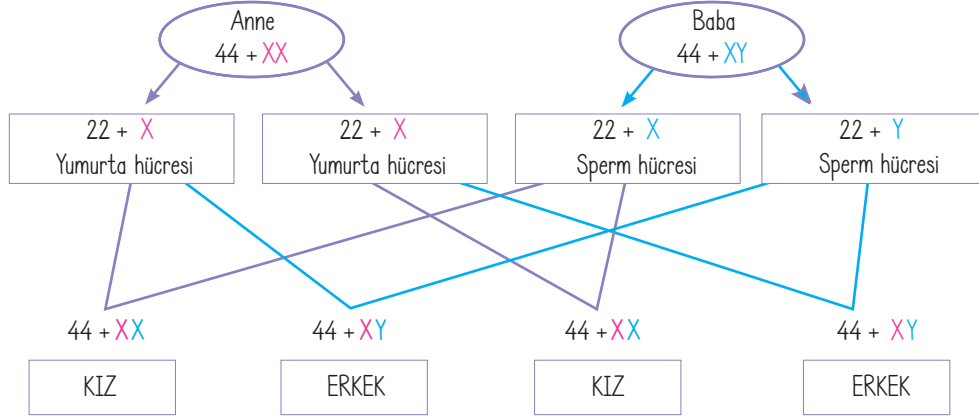 Anne
44 + XX
Baba
44 + XY
22 + X
Yumurta hücresi
22 + X
Yumurta hücresi
22 + X
Sperm hücresi
22 + Y
Sperm hücresi
44 + XX
44 + XY
44 + XX
44 + XY
KIZ
ERKEK
KIZ
ERKEK